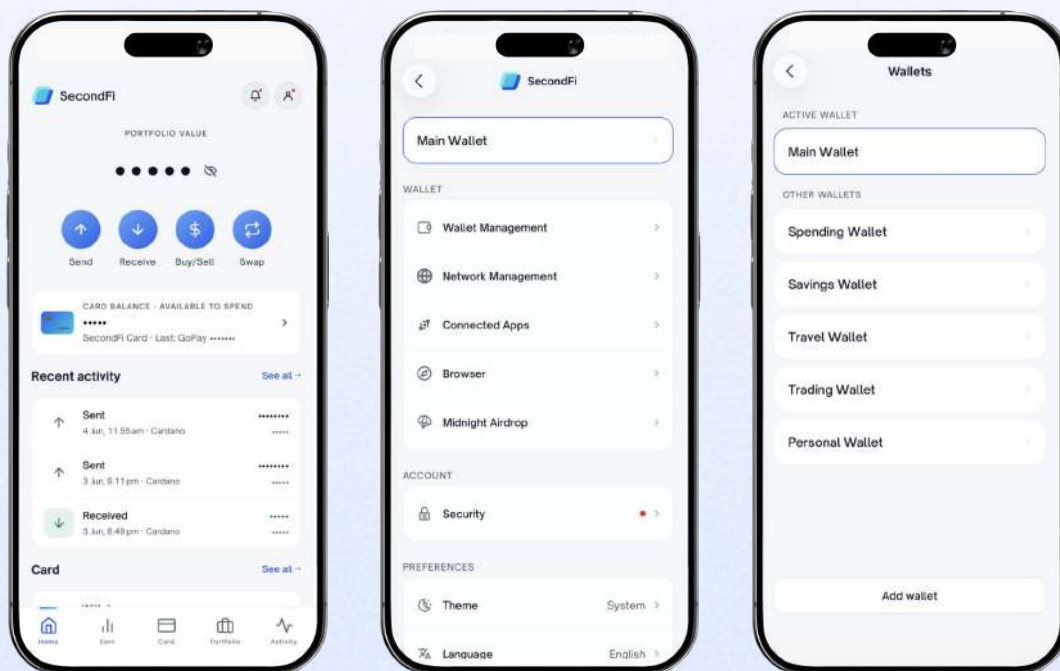 SecondFi
PORTFOLIO VALUE
Send
Receive
Buy/Sell
Swap
CARD BALANCE · AVAILABLE TO SPEND
SecondFi Card · Last: GoPay
Recent activity
See all →
Sent
4 Jun, 11.55am · Cardano
Sent
3 Jun, 9.11pm · Cardano
Received
3 Jun, 8.48pm · Cardano
Card
See all →
Home
Earn
Card
Portfolio
Activity
SecondFi
Main Wallet
WALLET
Wallet Management
Network Management
Connected Apps
Browser
Midnight Airdrop
ACCOUNT
Security
PREFERENCES
Theme
System
Language
English
Wallets
ACTIVE WALLET
Main Wallet
OTHER WALLETS
Spending Wallet
Savings Wallet
Travel Wallet
Trading Wallet
Personal Wallet
Add wallet